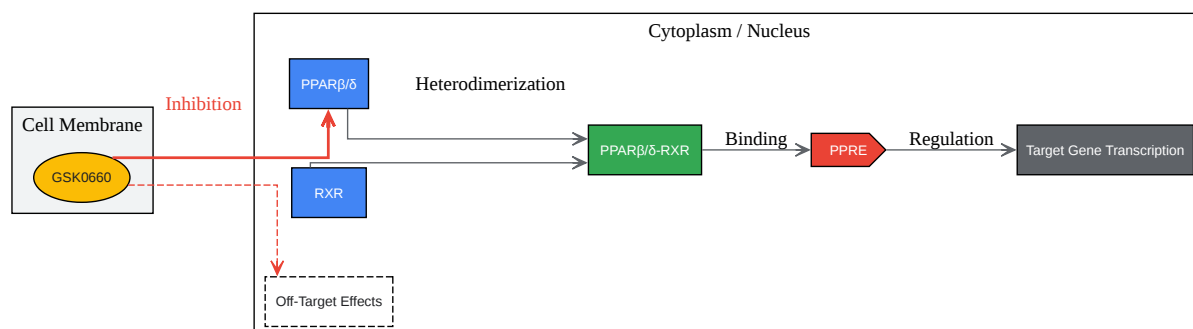 Cytoplasm / Nucleus
PPARβ/δ
Heterodimerization
Inhibition
Cell Membrane
GSK0660
PPARβ/δ-RXR
Binding
PPRE
Regulation
Target Gene Transcription
RXR
Off-Target Effects